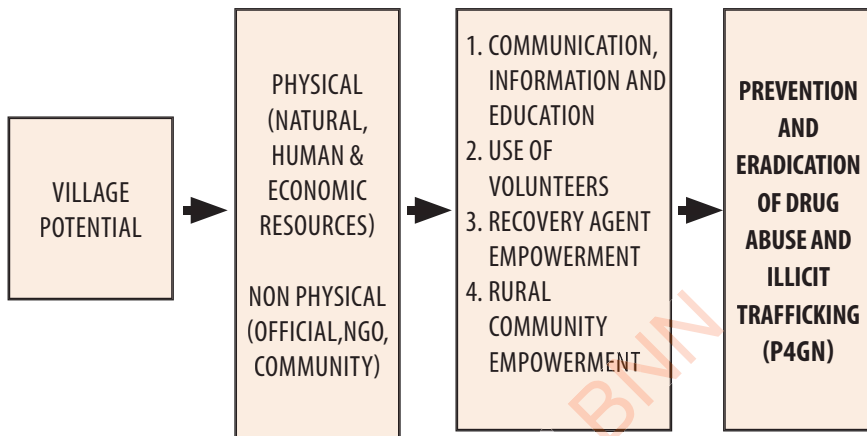 VILLAGE
POTENTIAL
PHYSICAL
(NATURAL,
HUMAN &
ECONOMIC
RESOURCES)
NON PHYSICAL
(OFFICIAL,NGO,
COMMUNITY)
1. COMMUNICATION,
INFORMATION AND
EDUCATION
2. USE OF
VOLUNTEERS
3. RECOVERY AGENT
EMPOWERMENT
4. RURAL
COMMUNITY
EMPOWERMENT
PREVENTION
AND
ERADICATION
OF DRUG
ABUSE AND
ILLICIT
TRAFFICKING
(P4GN)
BNN